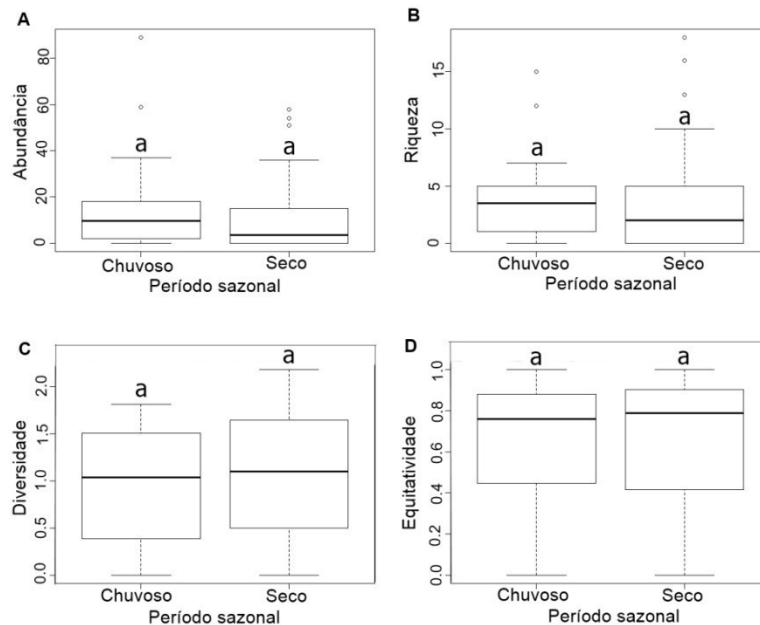 A
Abundância
0 20 40 60 80
a a
Chuvoso Seco
Período sazonal
B
Riqueza
0 5 10 15
a a
Chuvoso Seco
Período sazonal
C
Diversidade
0.0 0.5 1.0 1.5 2.0
a a
Chuvoso Seco
Período sazonal
D
Equitatividade
0.0 0.2 0.4 0.6 0.8 1.0
a a
Chuvoso Seco
Período sazonal